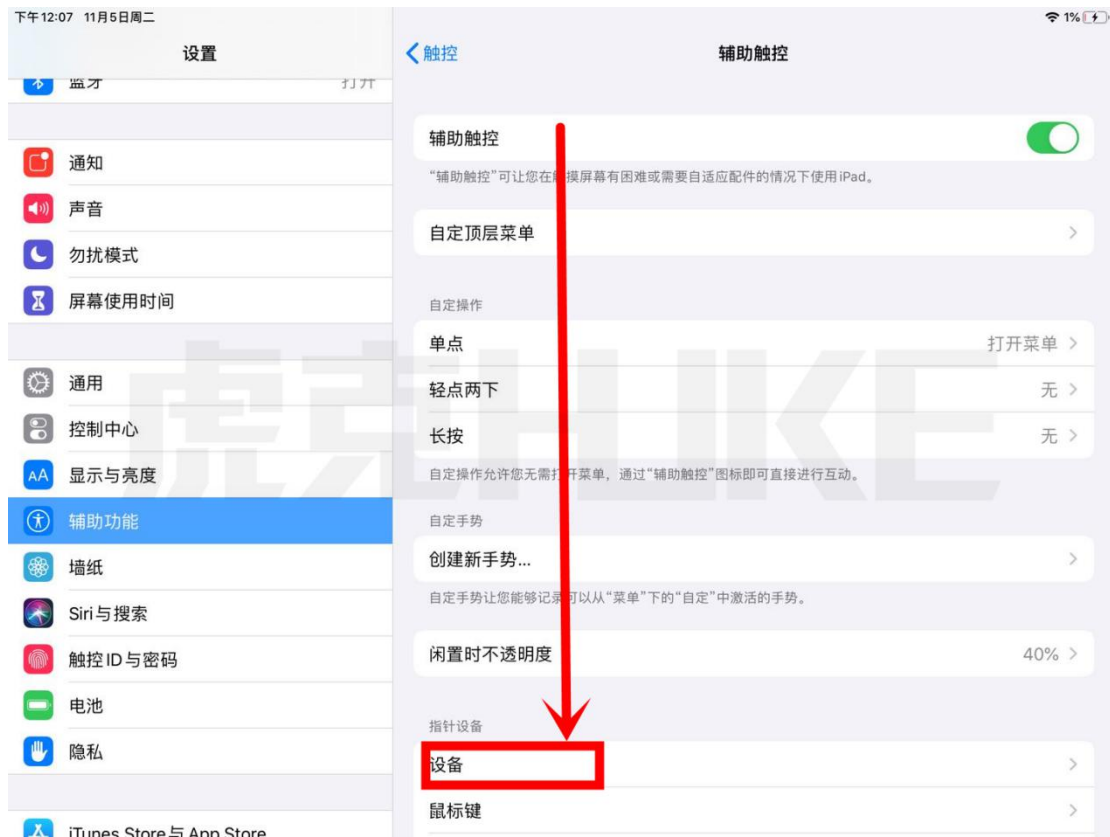 下午12:07 11月5日周二
1%
设置
蓝牙 打开
通知
声音
勿扰模式
屏幕使用时间
通用
控制中心
AA 显示与亮度
辅助功能
墙纸
Siri与搜索
触控ID与密码
电池
隐私
iTunes Store与App Store
触控
辅助触控
辅助触控
“辅助触控”可让您在触摸屏幕有困难或需要自适应配件的情况下使用iPad。
自定顶层菜单
自定操作
单点 打开菜单
轻点两下 无
长按 无
自定操作允许您无需打开菜单，通过“辅助触控”图标即可直接进行互动。
自定手势
创建新手势...
自定手势让您能够记录可以从“菜单”下的“自定”中激活的手势。
闲置时不透明度 40%
指针设备
设备
鼠标键
虎克HUKE